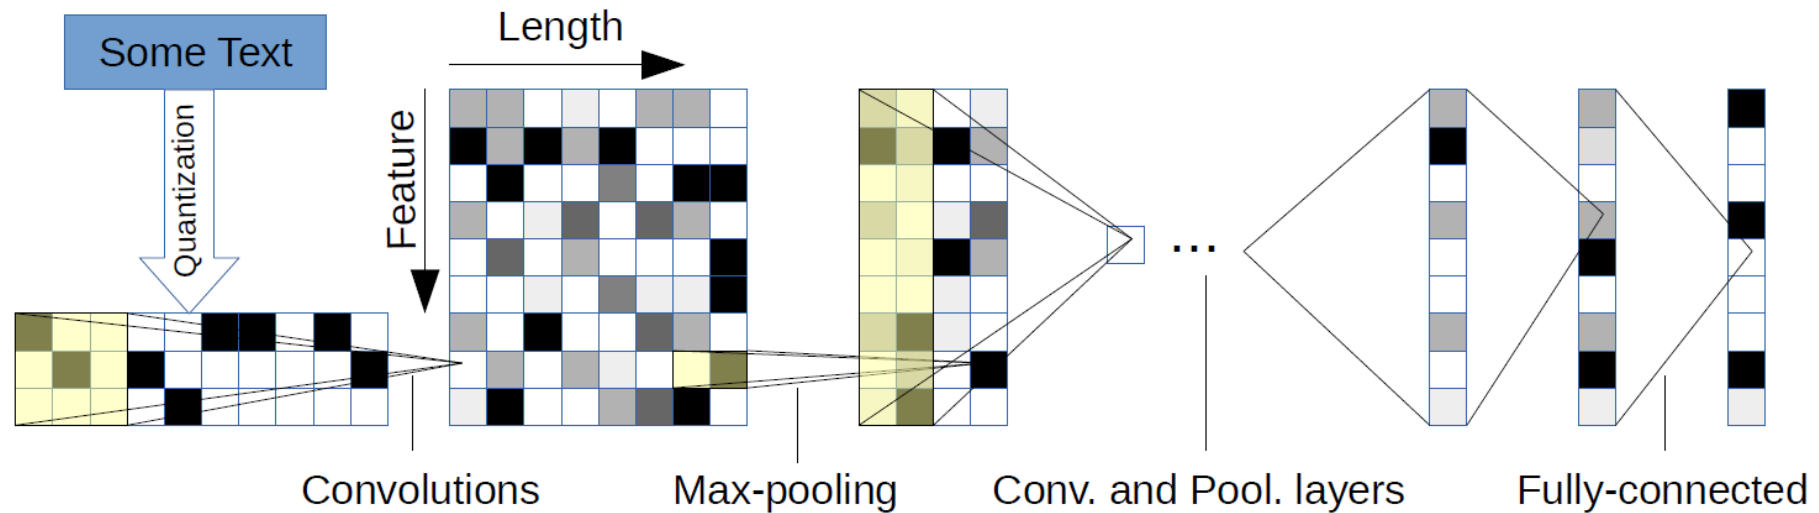 Some Text
Quantization
Length
Feature
...
Convolutions
Max-pooling
Conv. and Pool. layers
Fully-connected